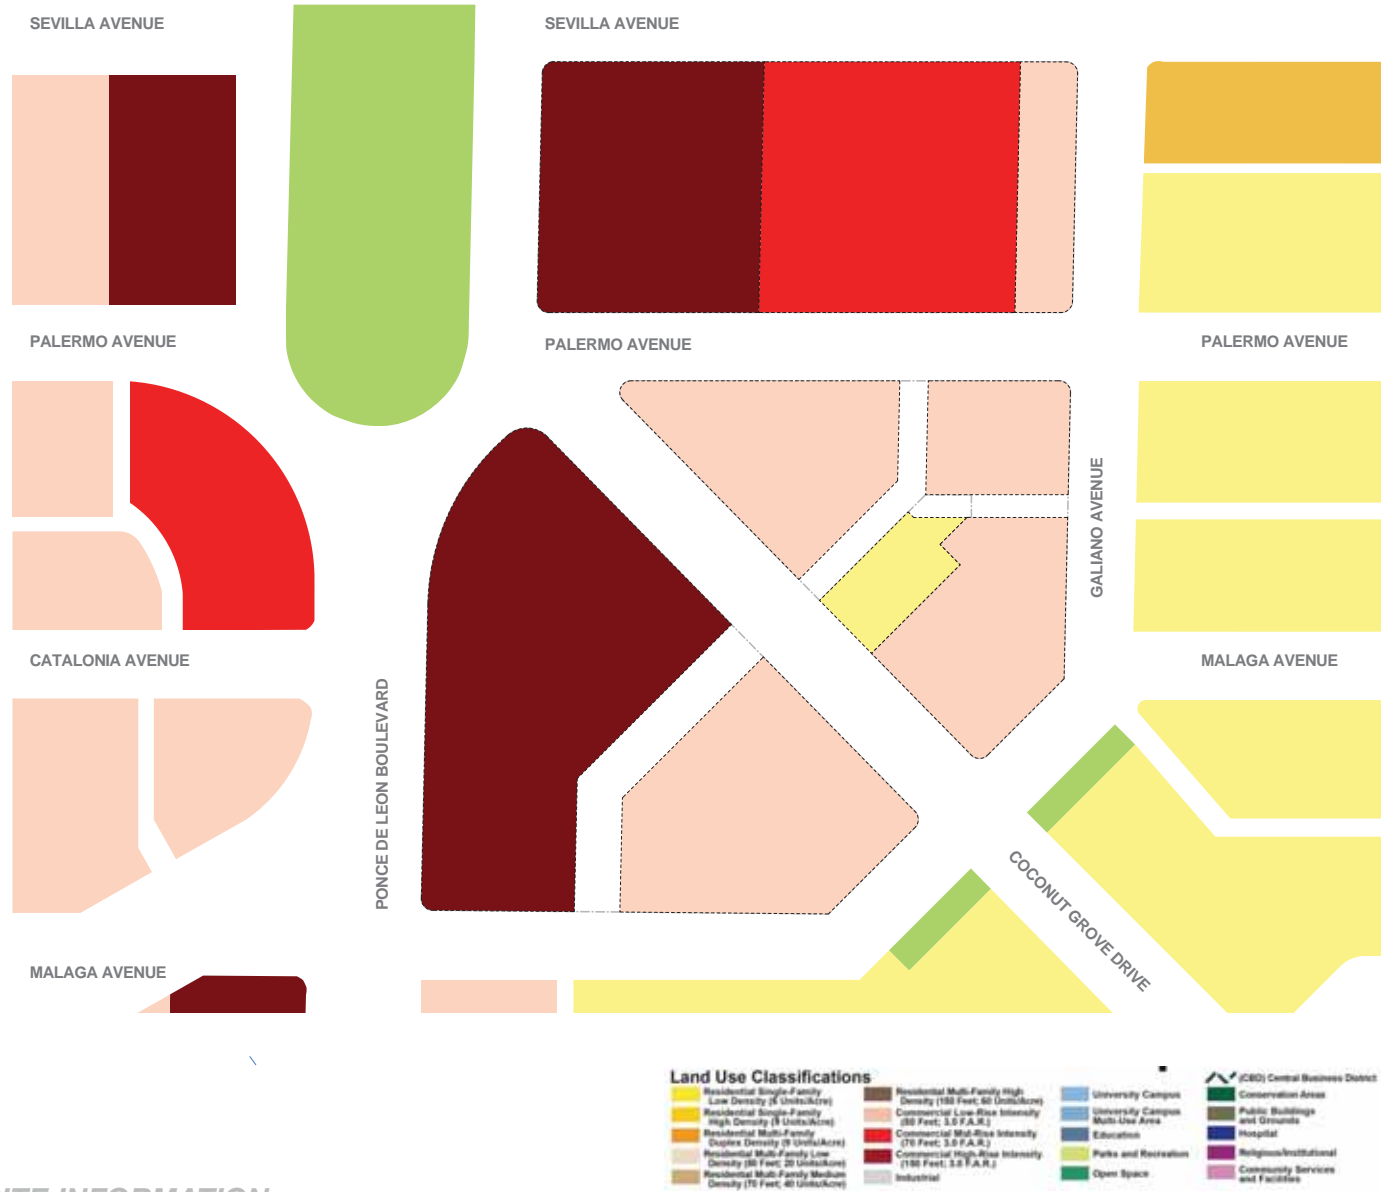 SEVILLA AVENUE
SEVILLA AVENUE
PALERMO AVENUE
PALERMO AVENUE
PALERMO AVENUE
GALIANO AVENUE
CATALONIA AVENUE
MALAGA AVENUE
PONCE DE LEON BOULEVARD
COCONUT GROVE DRIVE
MALAGA AVENUE
Land Use Classifications
Residential Single-Family
Low Density (6 Units/Acre)
Residential Single-Family
High Density (9 Units/Acre)
Residential Multi-Family
Duplex Density (9 Units/Acre)
Residential Multi-Family Low
Density (50 Feet; 20 Units/Acre)
Residential Multi-Family Medium
Density (70 Feet; 40 Units/Acre)
Residential Multi-Family High
Density (150 Feet; 60 Units/Acre)
Commercial Low-Rise Intensity
(50 Feet; 3.0 F.A.R.)
Commercial Mid-Rise Intensity
(70 Feet; 3.0 F.A.R.)
Commercial High-Rise Intensity
(150 Feet; 3.0 F.A.R.)
Industrial
University Campus
University Campus
Multi-Use Area
Education
Parks and Recreation
Open Space
(CBD) Central Business District
Conservation Areas
Public Buildings
and Grounds
Hospital
Religious/Institutional
Community Services
and Facilities
INFORMATION